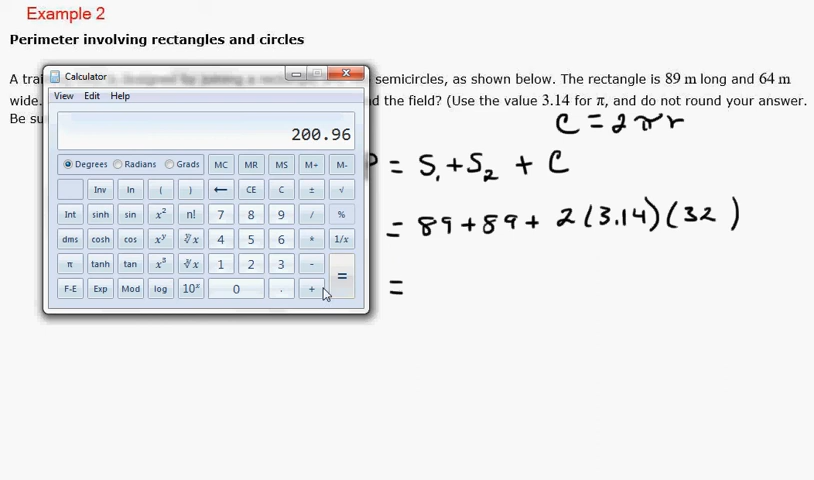 Example 2
Perimeter involving rectangles and circles
A semicircles, as shown below. The rectangle is 89 m long and 64 m
wide. the field? (Use the value 3.14 for π, and do not round your answer.
C = 2πr
Calculator
View Edit Help
200.96
Degrees Radians Grads MC MR MS M+ M-
Inv ln ( ) ← CE C ± √
Int sinh sin x² n! 7 8 9 / %
dms cosh cos xʸ ʸ√x 4 5 6 * 1/x
π tanh tan x³ ³√x 1 2 3 - =
F-E Exp Mod log 10ˣ 0 . +
P = S₁ + S₂ + C
= 89 + 89 + 2 (3.14) (32 )
=